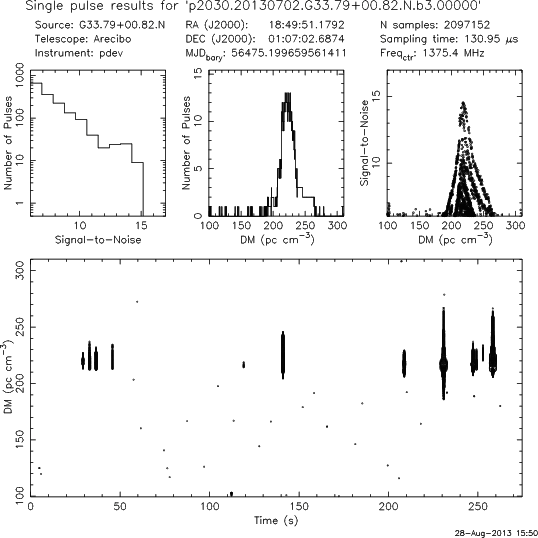 Single pulse results for 'p2030.20130702.G33.79+00.82.N.b3.00000'
Source: G33.79+00.82.N RA (J2000): 18:49:51.1792 N samples: 2097152
Telescope: Arecibo DEC (J2000): 01:07:02.6874 Sampling time: 130.95 μs
Instrument: pdev MJD_bary: 56475.199659561411 Freq_ctr: 1375.4 MHz
Number of Pulses
1 10 100 1000
10 15
Signal-to-Noise
Number of Pulses
0 5 10 15
100 150 200 250 300
DM (pc cm⁻³)
Signal-to-Noise
10 15
100 150 200 250 300
DM (pc cm⁻³)
DM (pc cm⁻³)
100 150 200 250 300
0 50 100 150 200 250
Time (s)
28-Aug-2013 15:50